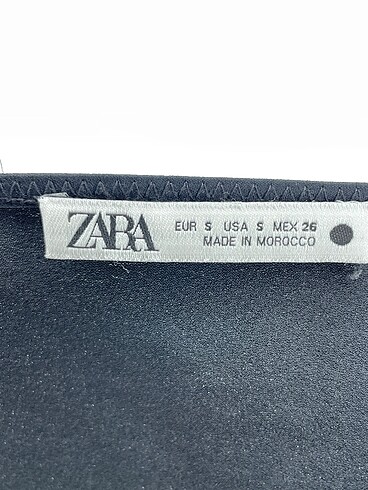 ZARA
EUR S USA S MEX 26
MADE IN MOROCCO